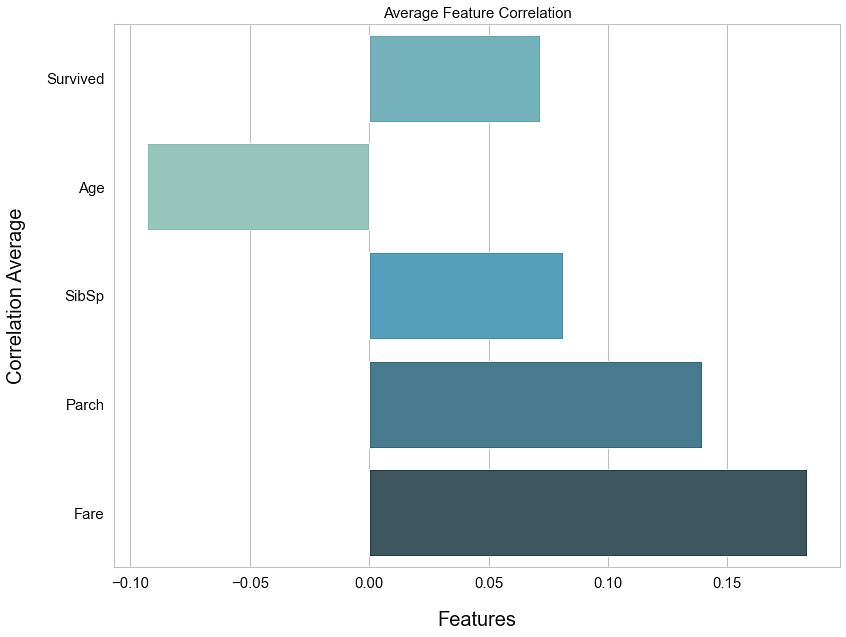 Average Feature Correlation
Correlation Average
Survived
Age
SibSp
Parch
Fare
−0.10 −0.05 0.00 0.05 0.10 0.15
Features